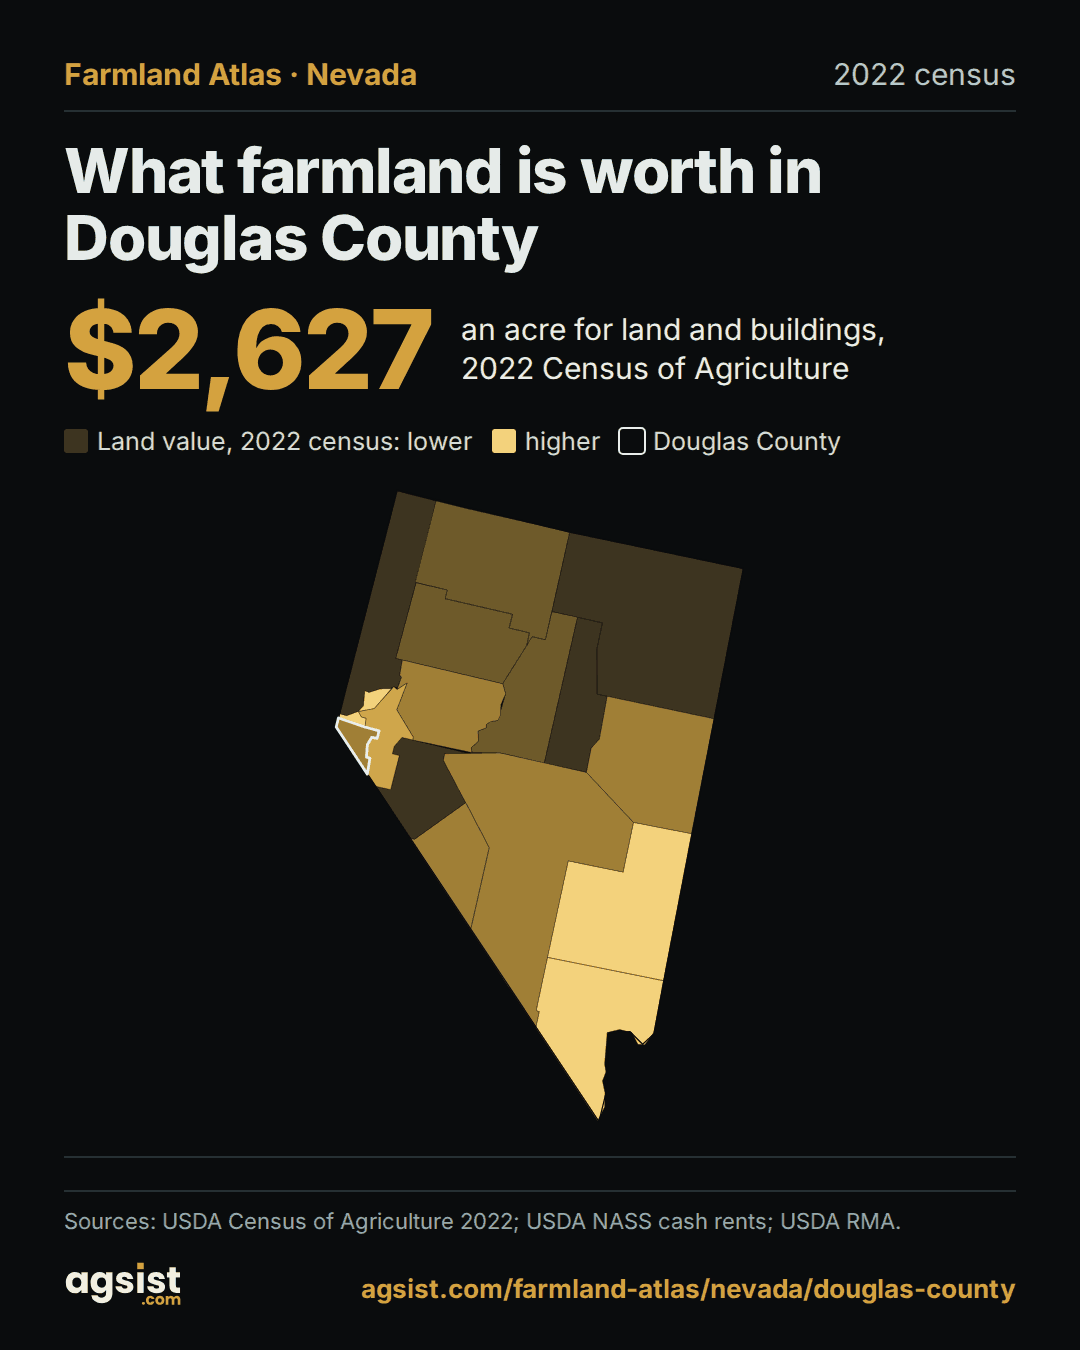 Farmland Atlas · Nevada
2022 census
What farmland is worth in
Douglas County
$2,627
an acre for land and buildings,
2022 Census of Agriculture
Land value, 2022 census: lower
higher
Douglas County
Sources: USDA Census of Agriculture 2022; USDA NASS cash rents; USDA RMA.
agsist
.com
agsist.com/farmland-atlas/nevada/douglas-county